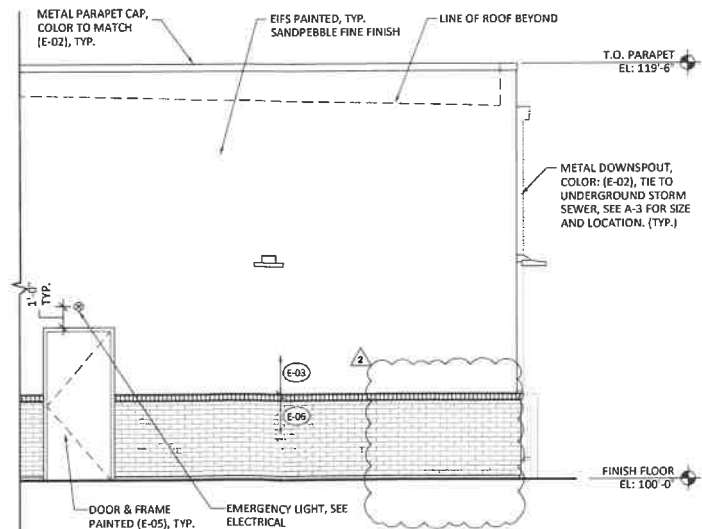 METAL PARAPET CAP,
COLOR TO MATCH
(E-02), TYP.
EIFS PAINTED, TYP.
SANDPEBBLE FINE FINISH
LINE OF ROOF BEYOND
T.O. PARAPET
EL: 119'-6"
METAL DOWNSPOUT,
COLOR: (E-02), TIE TO
UNDERGROUND STORM
SEWER, SEE A-3 FOR SIZE
AND LOCATION. (TYP.)
1'-0"
TYP.
2
E-03
E-06
FINISH FLOOR
EL: 100'-0"
DOOR & FRAME
PAINTED (E-05), TYP.
EMERGENCY LIGHT, SEE
ELECTRICAL